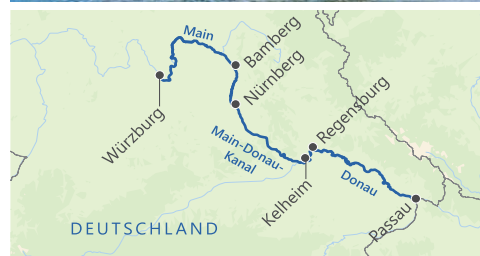 Main
Bamberg
Nürnberg
Würzburg
Regensburg
Main-Donau-
Kanal
Donau
Kelheim
Passau
DEUTSCHLAND